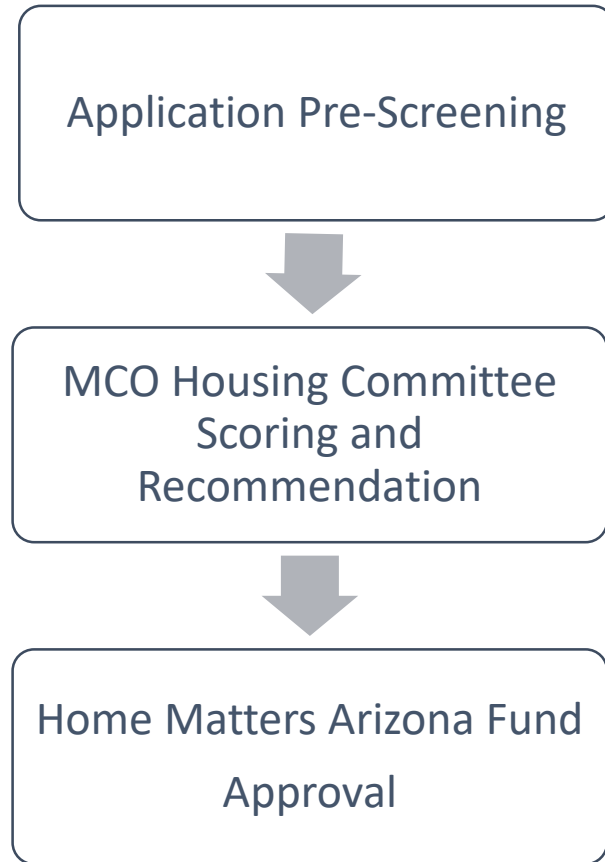 Application Pre-Screening
MCO Housing Committee
Scoring and
Recommendation
Home Matters Arizona Fund
Approval